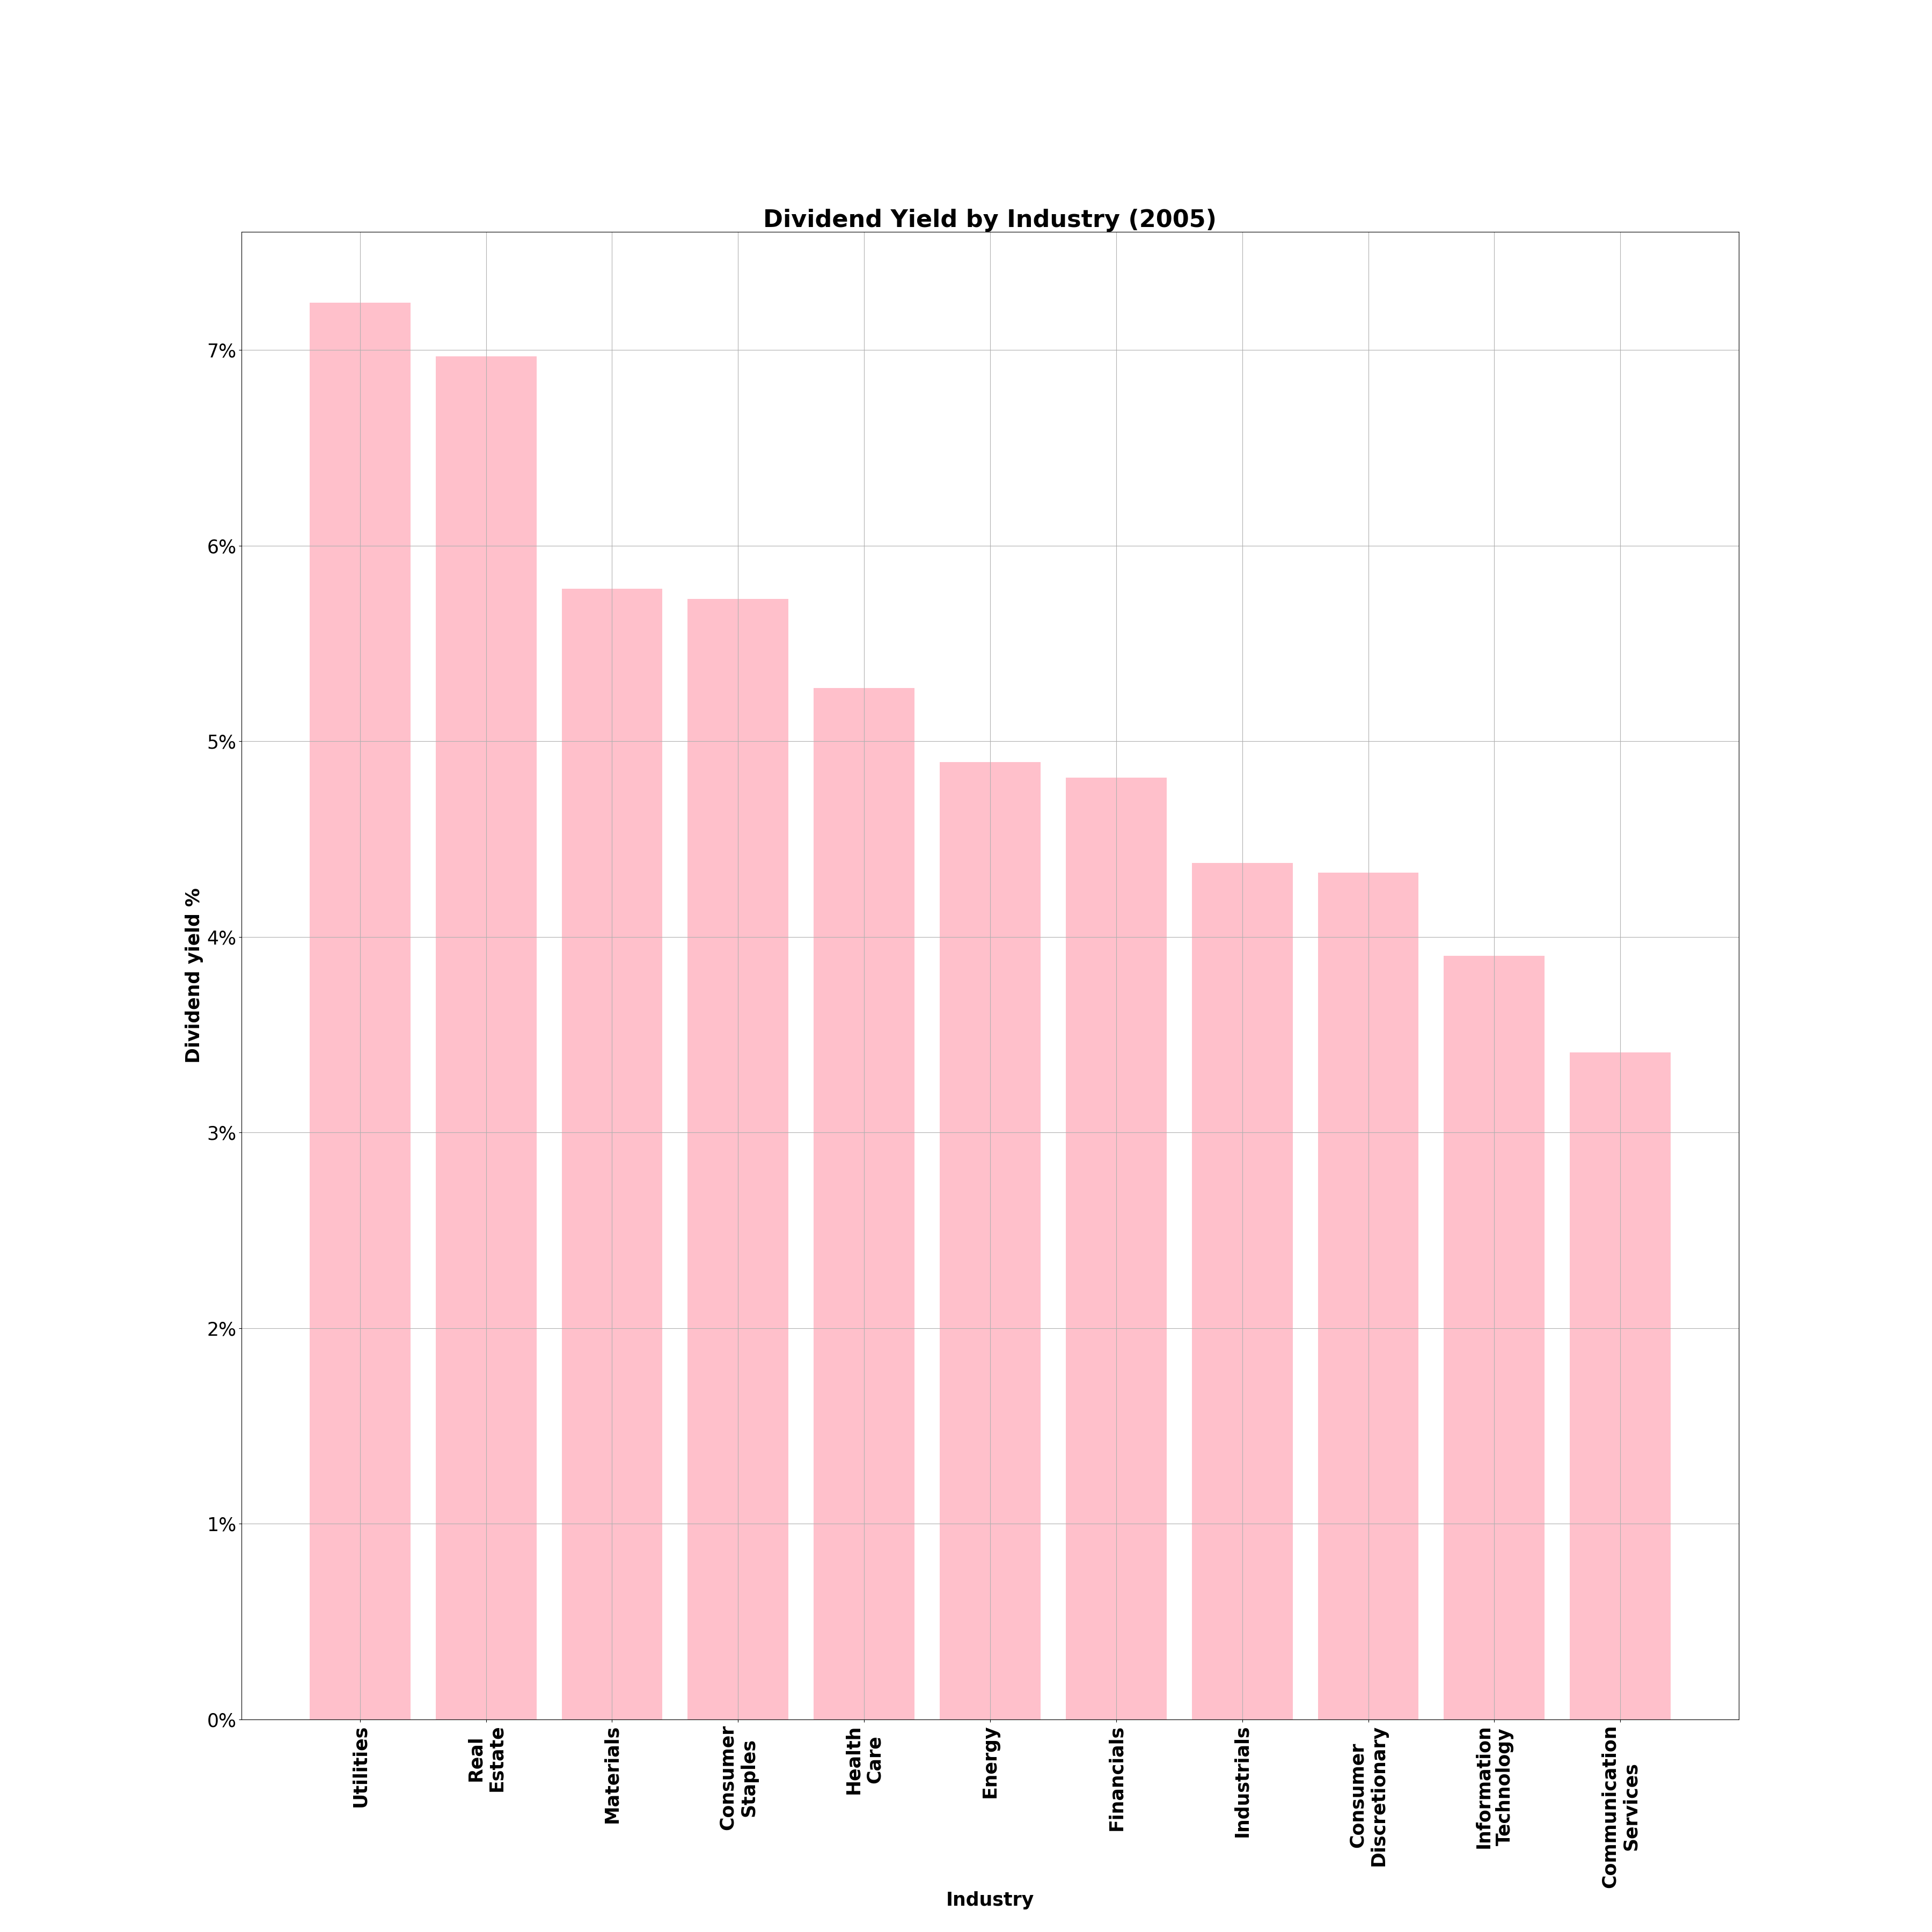 Dividend Yield by Industry (2005)
7%
6%
5%
4%
3%
2%
1%
0%
Dividend yield %
Utilities
Real
Estate
Materials
Consumer
Staples
Health
Care
Energy
Financials
Industrials
Consumer
Discretionary
Information
Technology
Communication
Services
Industry